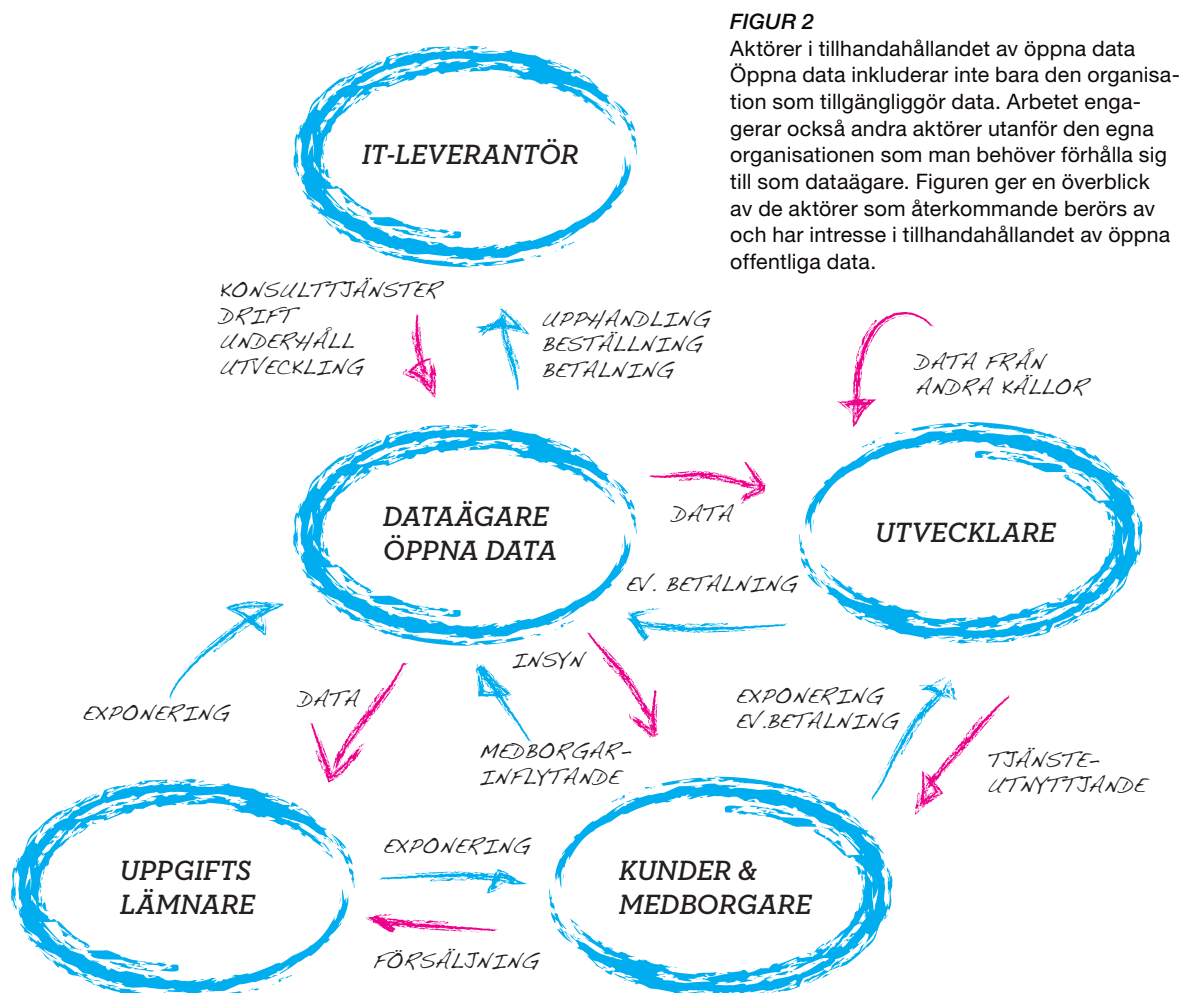 FIGUR 2
Aktörer i tillhandahållandet av öppna data
Öppna data inkluderar inte bara den organisa-
tion som tillgängliggör data. Arbetet enga-
gerar också andra aktörer utanför den egna
organisationen som man behöver förhålla sig
till som dataägare. Figuren ger en överblick
av de aktörer som återkommande berörs av
och har intresse i tillhandahållandet av öppna
offentliga data.
IT-LEVERANTÖR
KONSULTTJÄNSTER
DRIFT
UNDERHÅLL
UTVECKLING
UPPHANDLING
BESTÄLLNING
BETALNING
DATA FRÅN
ANDRA KÄLLOR
DATAÄGARE
ÖPPNA DATA
DATA
UTVECKLARE
EV. BETALNING
EXPONERING
DATA
INSYN
MEDBORGAR-
INFLYTANDE
EXPONERING
EV.BETALNING
TJÄNSTE-
UTNYTTJANDE
UPPGIFTS
LÄMNARE
EXPONERING
FÖRSÄLJNING
KUNDER &
MEDBORGARE